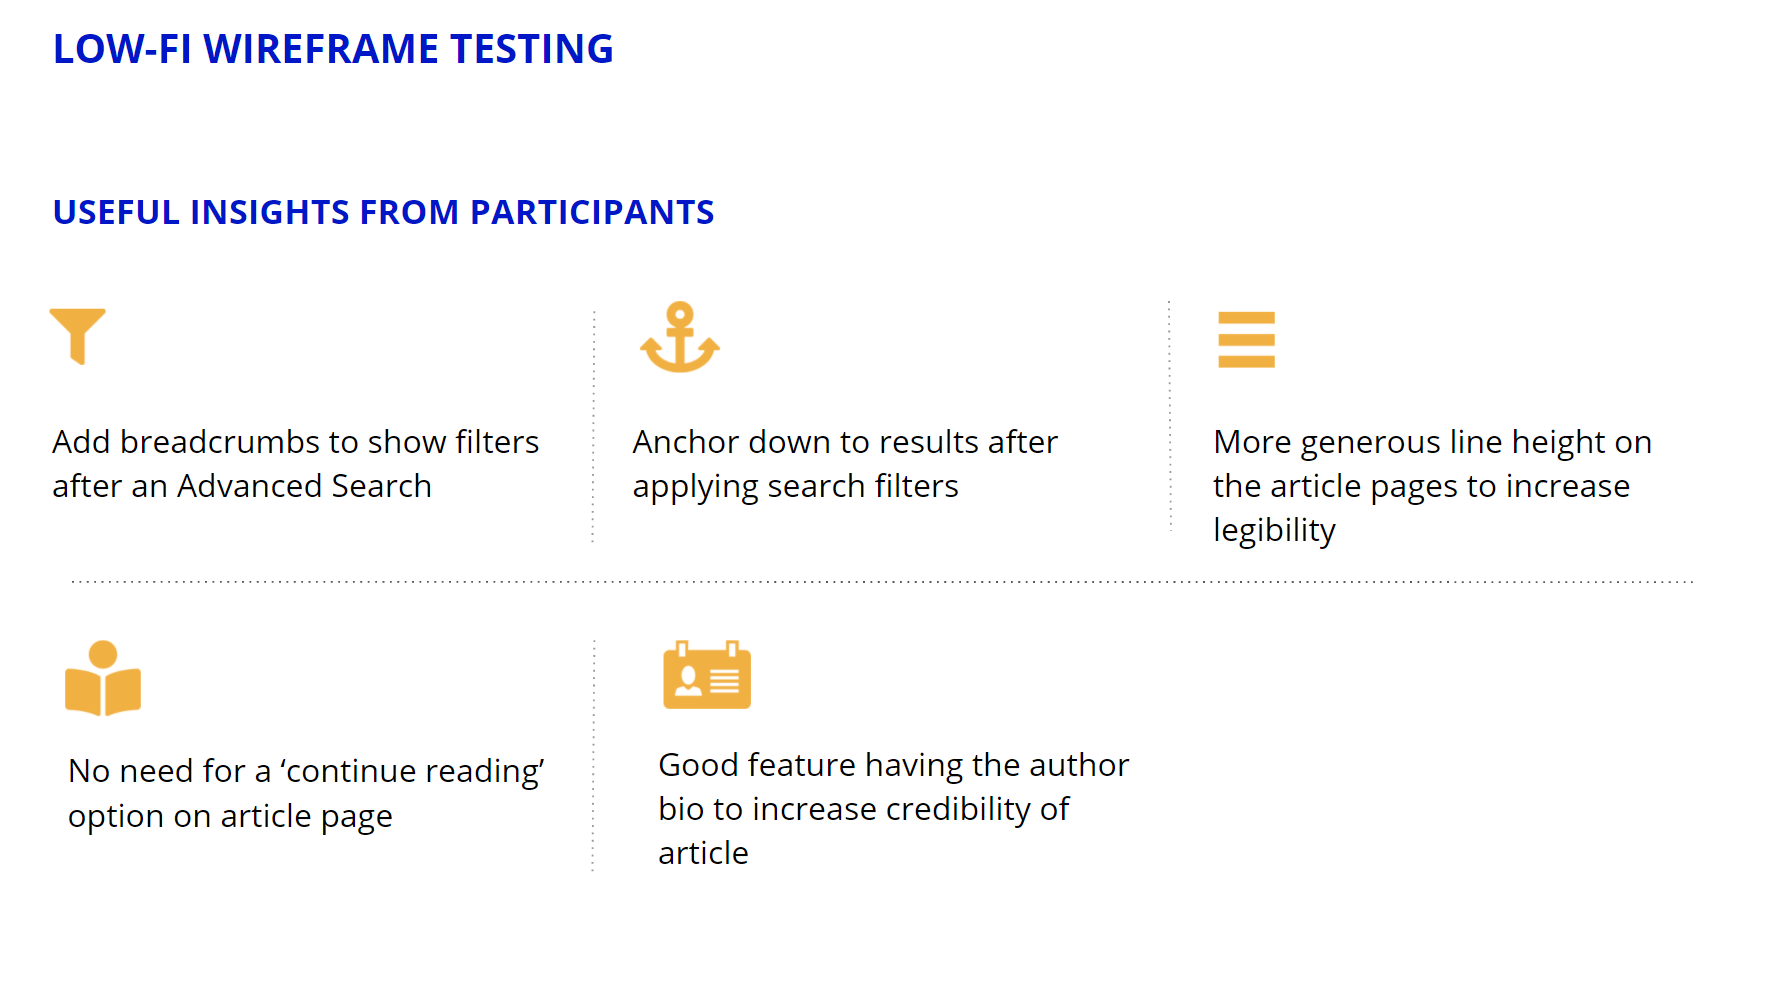 LOW-FI WIREFRAME TESTING
USEFUL INSIGHTS FROM PARTICIPANTS
Add breadcrumbs to show filters
after an Advanced Search
Anchor down to results after
applying search filters
More generous line height on
the article pages to increase
legibility
No need for a ‘continue reading’
option on article page
Good feature having the author
bio to increase credibility of
article